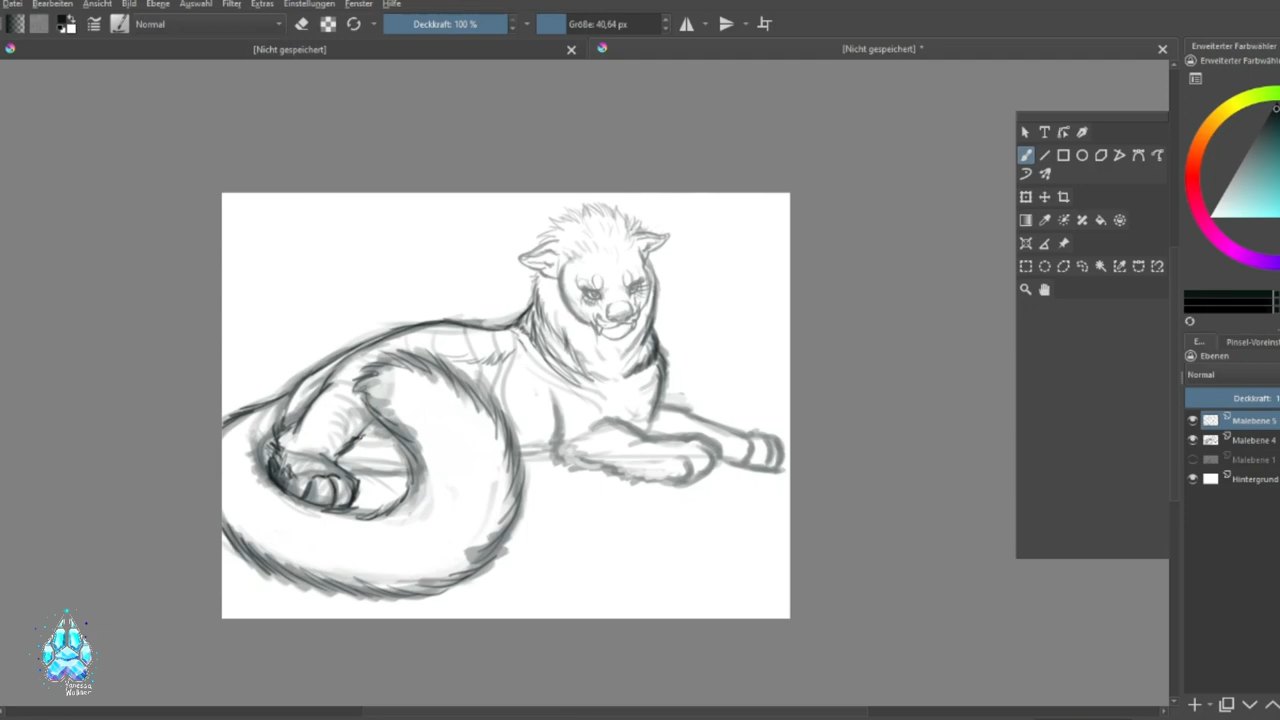 Datei Bearbeiten Ansicht Bild Ebene Auswahl Filter Extras Einstellungen Fenster Hilfe
Normal Deckkraft: 100 % Größe: 40,64 px
[Nicht gespeichert] [Nicht gespeichert] *
Erweiterter Farbwähler
Erweiterter Farbwähl
E... Pinsel-Voreinst
Ebenen
Normal
Deckkraft: 1
Malebene 5
Malebene 4
Malebene 1
Hintergrund
Vanessa